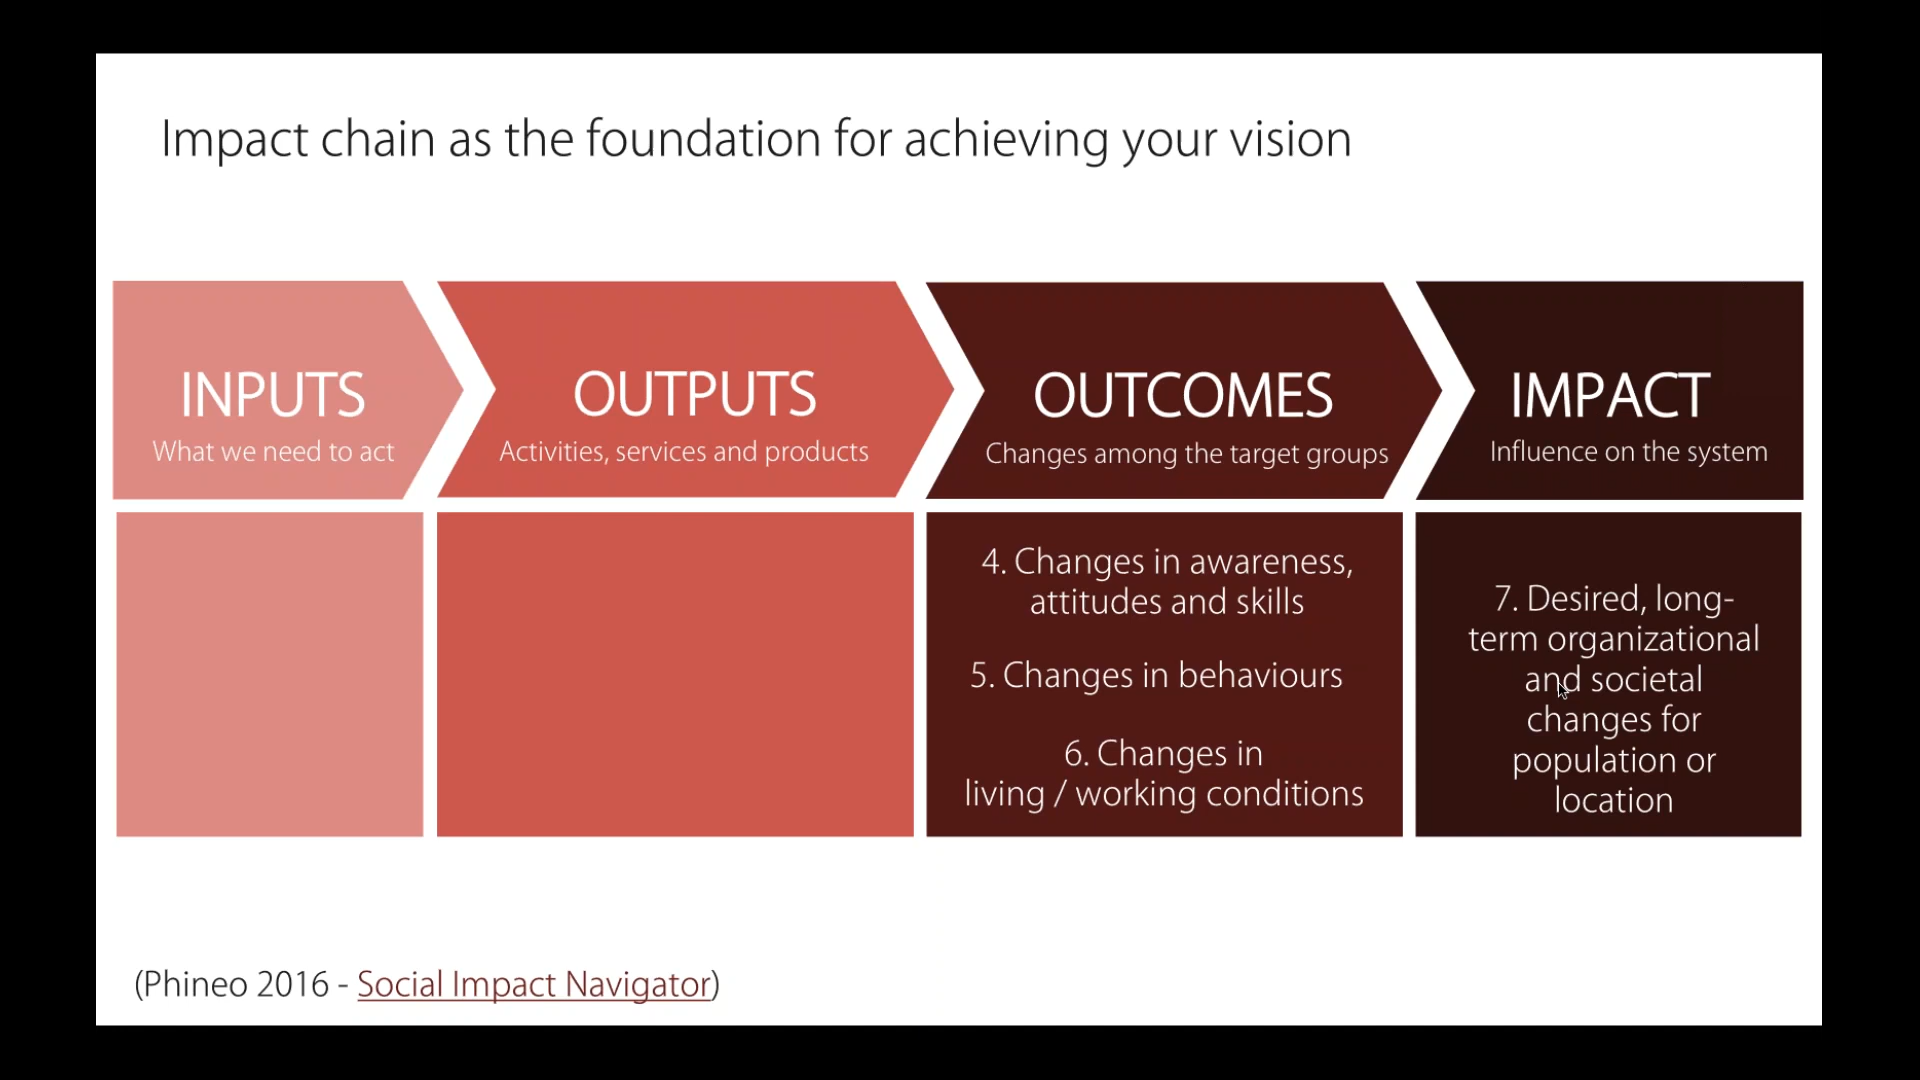 Impact chain as the foundation for achieving your vision
INPUTS
What we need to act
OUTPUTS
Activities, services and products
OUTCOMES
Changes among the target groups
IMPACT
Influence on the system
4. Changes in awareness,
attitudes and skills
5. Changes in behaviours
6. Changes in
living / working conditions
7. Desired, long-
term organizational
and societal
changes for
population or
location
(Phineo 2016 - Social Impact Navigator)